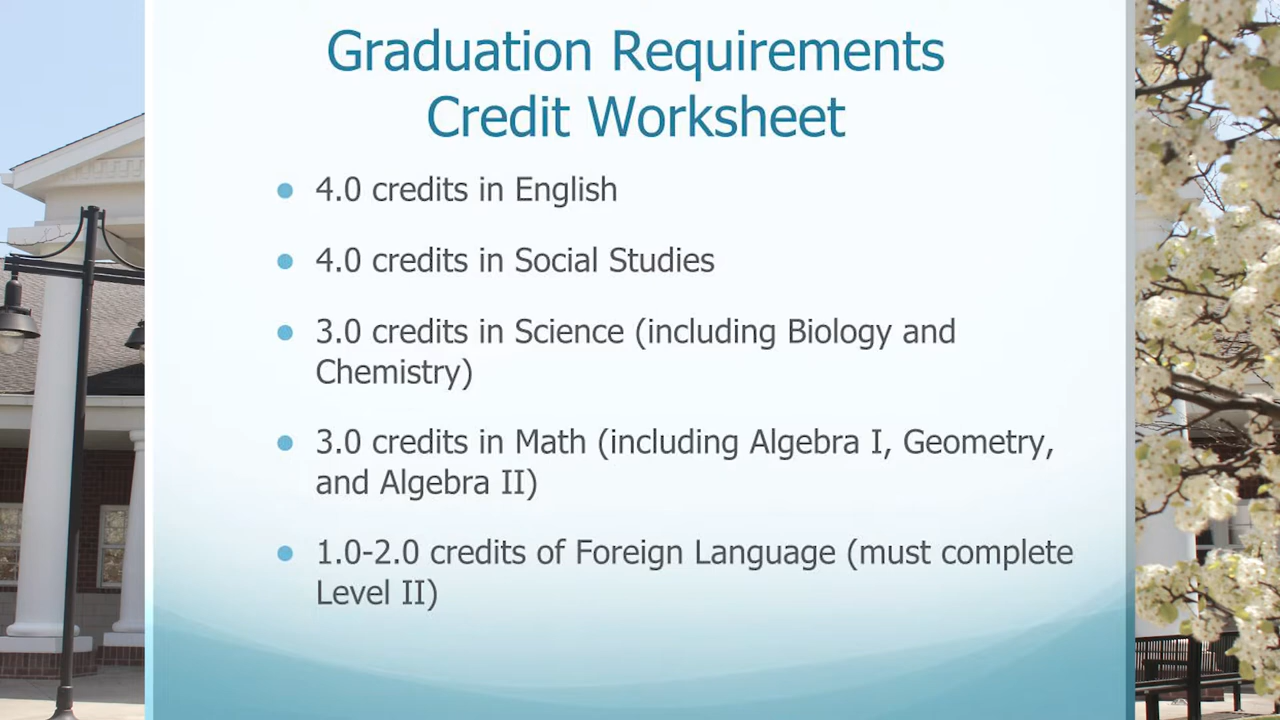 Graduation Requirements
Credit Worksheet
● 4.0 credits in English
● 4.0 credits in Social Studies
● 3.0 credits in Science (including Biology and
Chemistry)
● 3.0 credits in Math (including Algebra I, Geometry,
and Algebra II)
● 1.0-2.0 credits of Foreign Language (must complete
Level II)